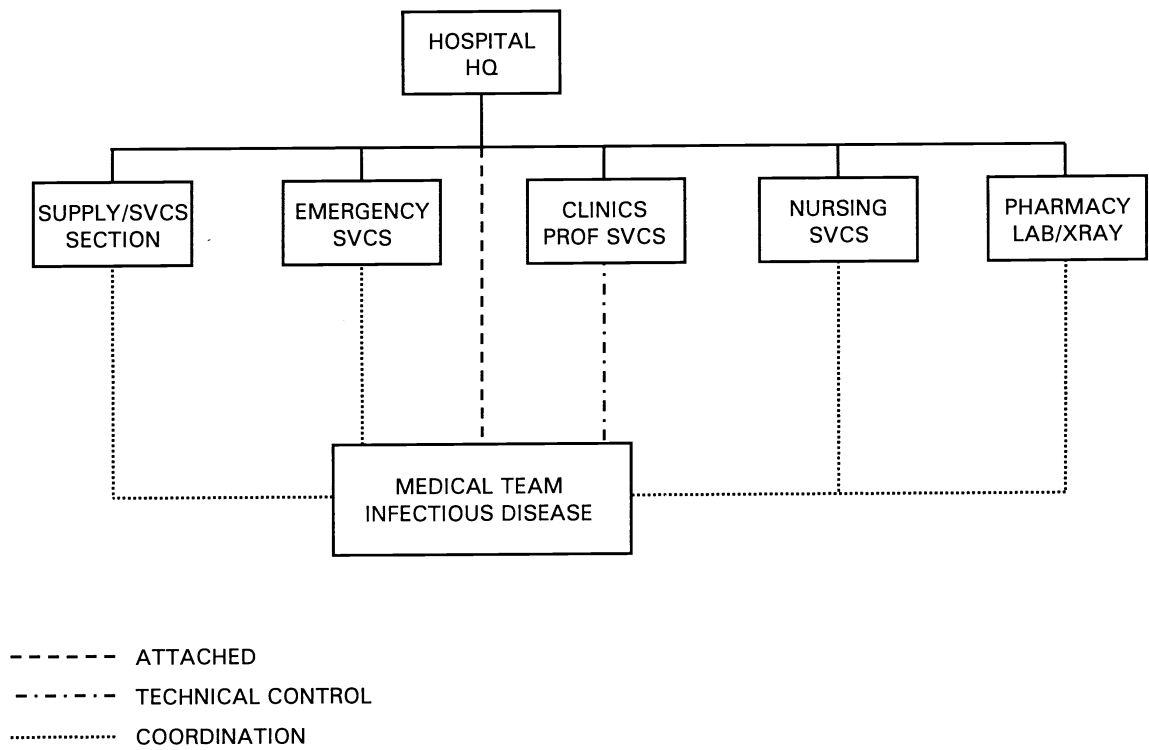 HOSPITAL
HQ
SUPPLY/SVCS
SECTION
EMERGENCY
SVCS
CLINICS
PROF SVCS
NURSING
SVCS
PHARMACY
LAB/XRAY
MEDICAL TEAM
INFECTIOUS DISEASE
ATTACHED
TECHNICAL CONTROL
COORDINATION